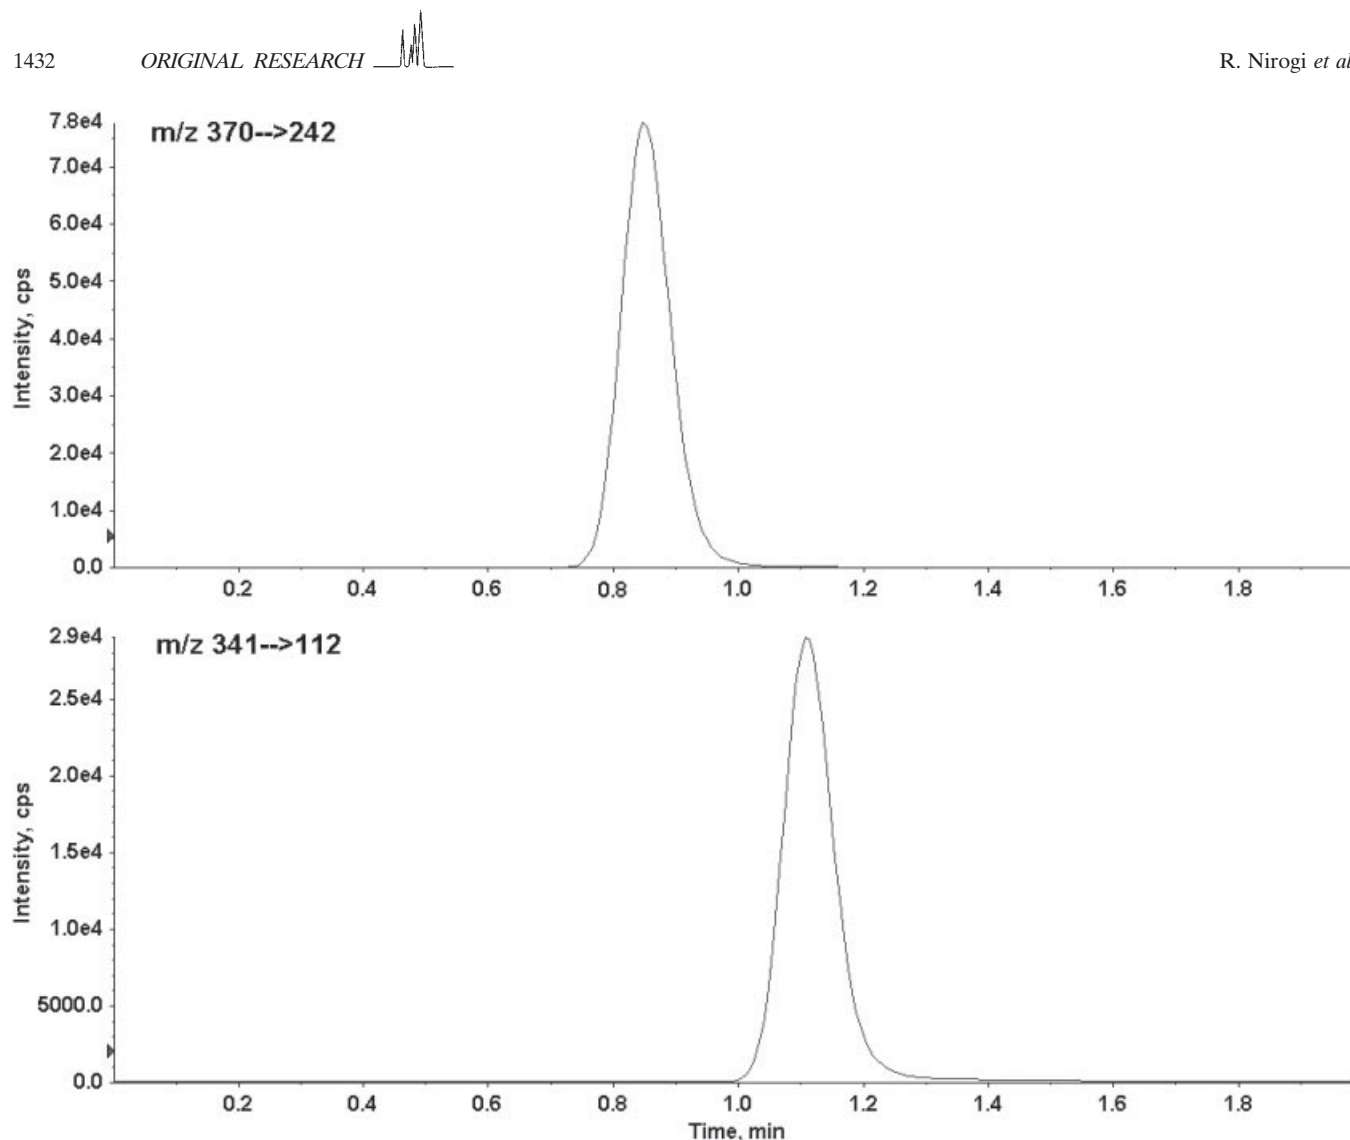 1432 ORIGINAL RESEARCH R. Nirogi et al
7.8e4
m/z 370-->242
7.0e4
6.0e4
5.0e4
4.0e4
3.0e4
2.0e4
1.0e4
0.0
Intensity, cps
0.2 0.4 0.6 0.8 1.0 1.2 1.4 1.6 1.8
2.9e4
m/z 341-->112
2.5e4
2.0e4
1.5e4
1.0e4
5000.0
0.0
Intensity, cps
0.2 0.4 0.6 0.8 1.0 1.2 1.4 1.6 1.8
Time, min